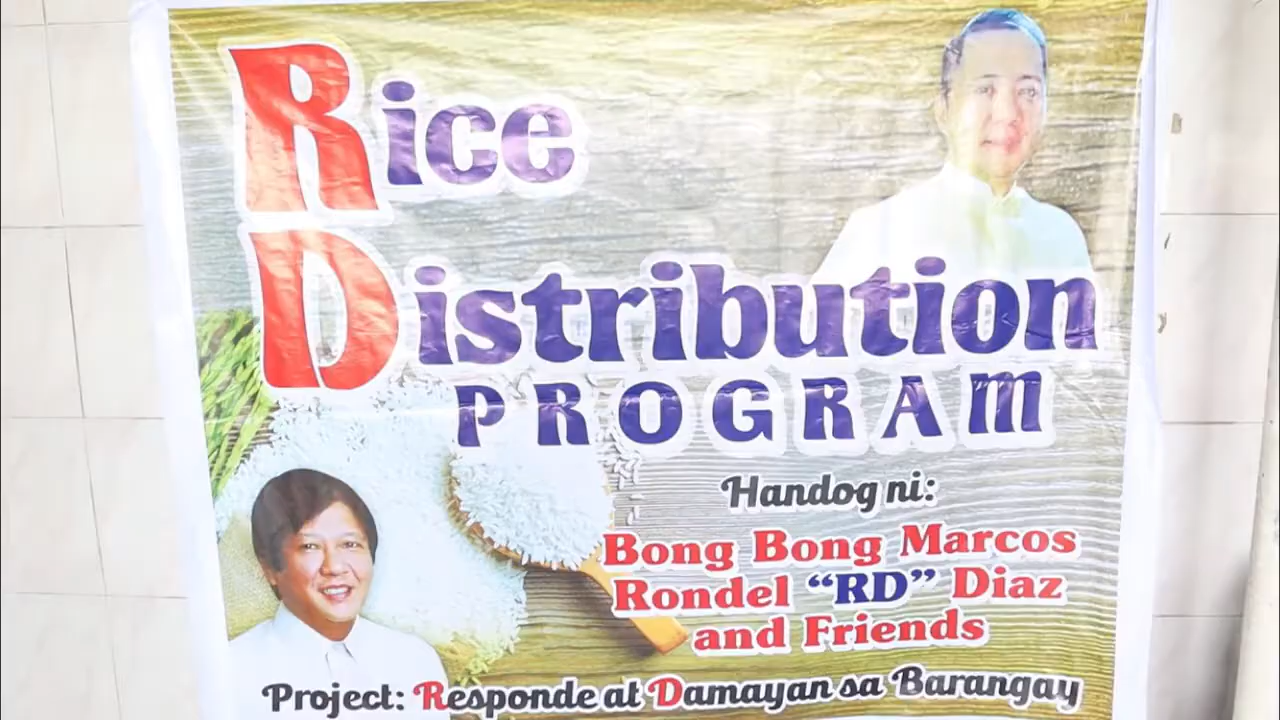 Rice
Distribution
PROGRAM
Handog ni:
Bong Bong Marcos
Rondel “RD” Diaz
and Friends
Project: Responde at Damayan sa Barangay